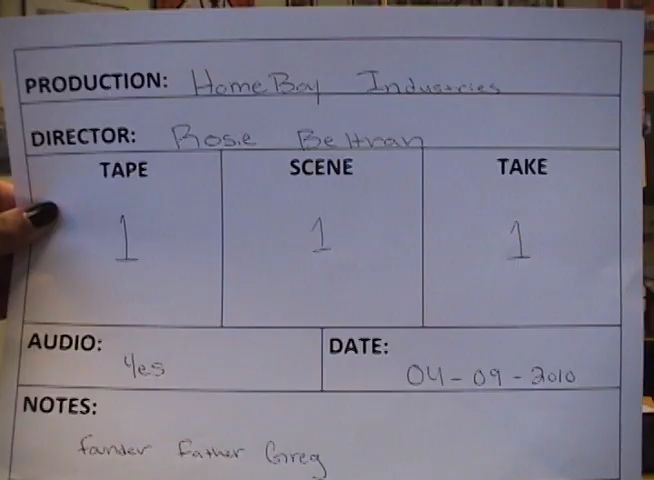 PRODUCTION: HomeBoy Industries
DIRECTOR: Rosie Beltran
TAPE SCENE TAKE
1 1 1
AUDIO: Yes DATE: 04-09-2010
NOTES:
founder Father Greg